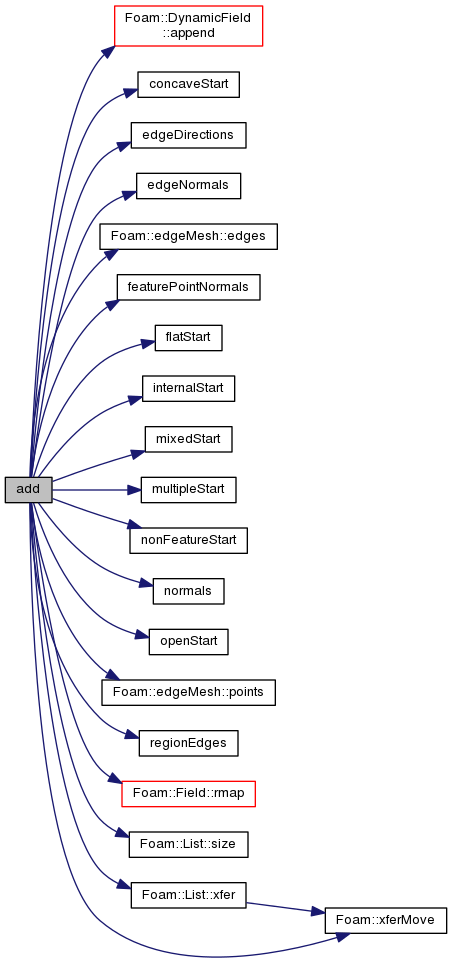 Foam::DynamicField
::append
concaveStart
edgeDirections
edgeNormals
Foam::edgeMesh::edges
featurePointNormals
flatStart
internalStart
mixedStart
add
multipleStart
nonFeatureStart
normals
openStart
Foam::edgeMesh::points
regionEdges
Foam::Field::rmap
Foam::List::size
Foam::List::xfer
Foam::xferMove